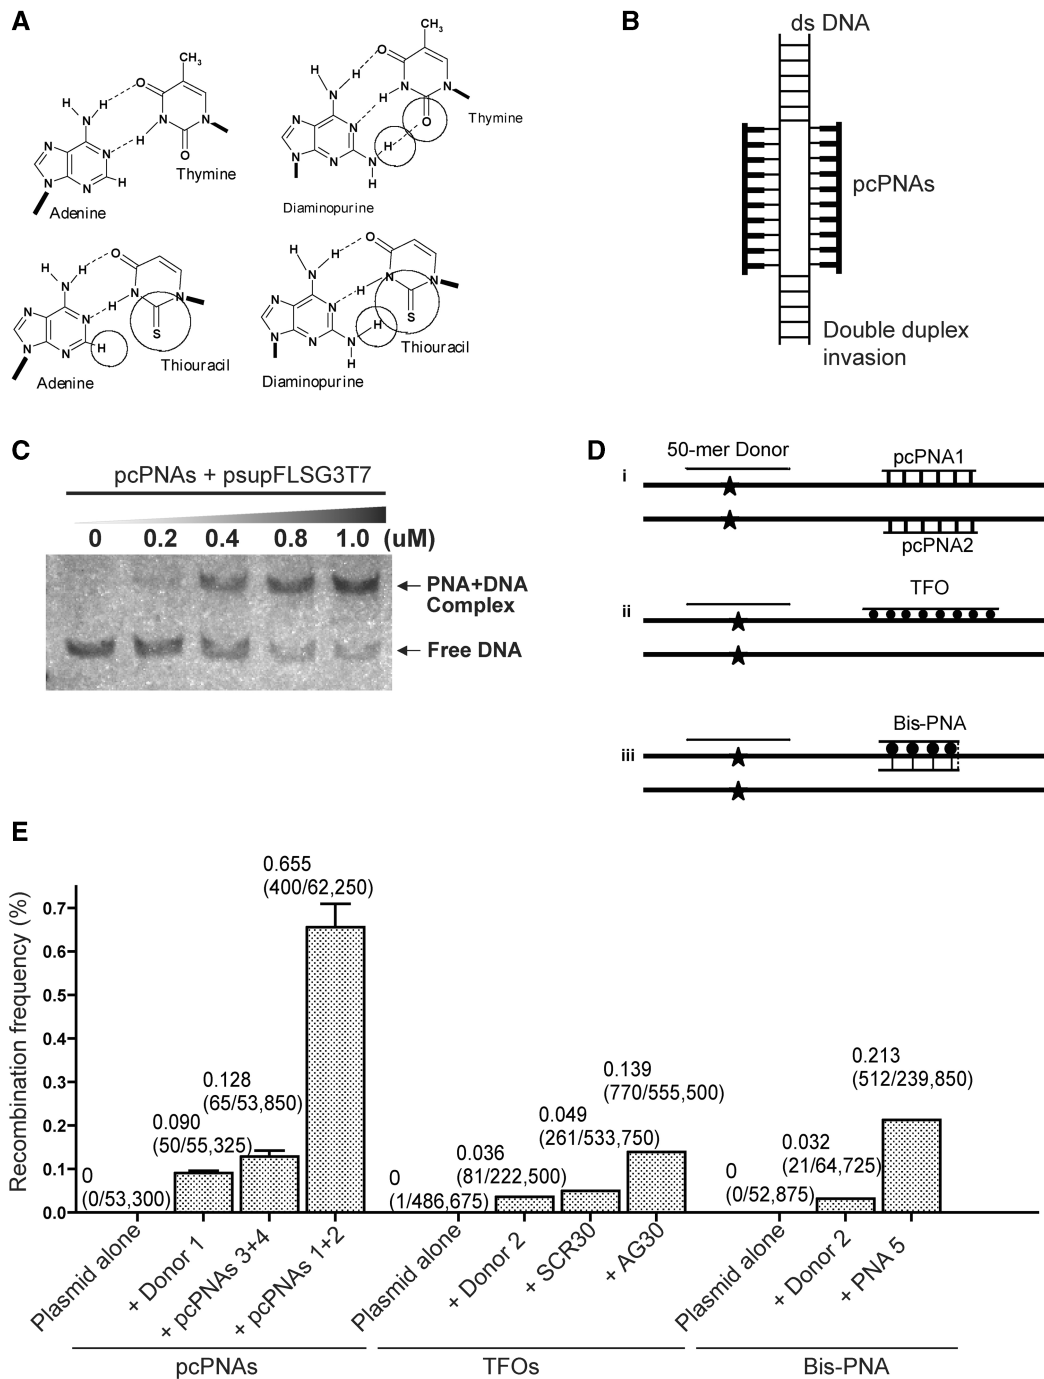 A
CH3
O
H
H
N
H
N
N
O
N
N
N
N
H
Thymine
Adenine
CH3
O
H
H
N
H
N
N
O
N
N
N
N
H
N
H
Thymine
Diaminopurine
O
H
H
N
H
N
N
S
N
N
N
N
H
Thiouracil
Adenine
O
H
H
N
H
N
N
S
N
N
N
N
H
N
H
Thiouracil
Diaminopurine
B
ds DNA
pcPNAs
Double duplex
invasion
C
pcPNAs + psupFLSG3T7
0 0.2 0.4 0.8 1.0 (uM)
PNA+DNA
Complex
Free DNA
D
50-mer Donor
pcPNA1
i
pcPNA2
TFO
ii
Bis-PNA
iii
E
Recombination frequency (%)
0.7
0.6
0.5
0.4
0.3
0.2
0.1
0.0
0
(0/53,300)
0.090
(50/55,325)
0.128
(65/53,850)
0.655
(400/62,250)
0
(1/486,675)
0.036
(81/222,500)
0.049
(261/533,750)
0.139
(770/555,500)
0
(0/52,875)
0.032
(21/64,725)
0.213
(512/239,850)
Plasmid alone
+ Donor 1
+ pcPNAs 3+4
+ pcPNAs 1+2
Plasmid alone
+ Donor 2
+ SCR30
+ AG30
Plasmid alone
+ Donor 2
+ PNA 5
pcPNAs
TFOs
Bis-PNA